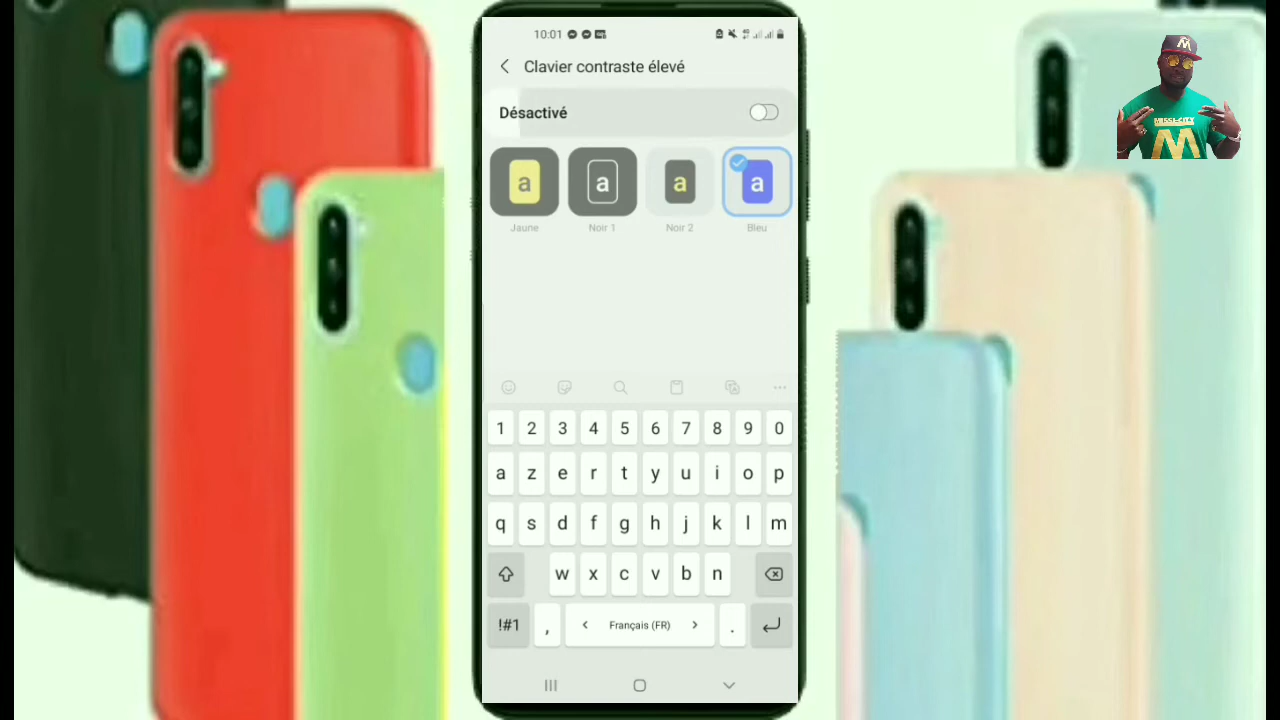 10:01
Clavier contraste élevé
Désactivé
a a a a
Jaune Noir 1 Noir 2 Bleu
1 2 3 4 5 6 7 8 9 0
a z e r t y u i o p
q s d f g h j k l m
w x c v b n
!#1 , < Français (FR) > .
M
M